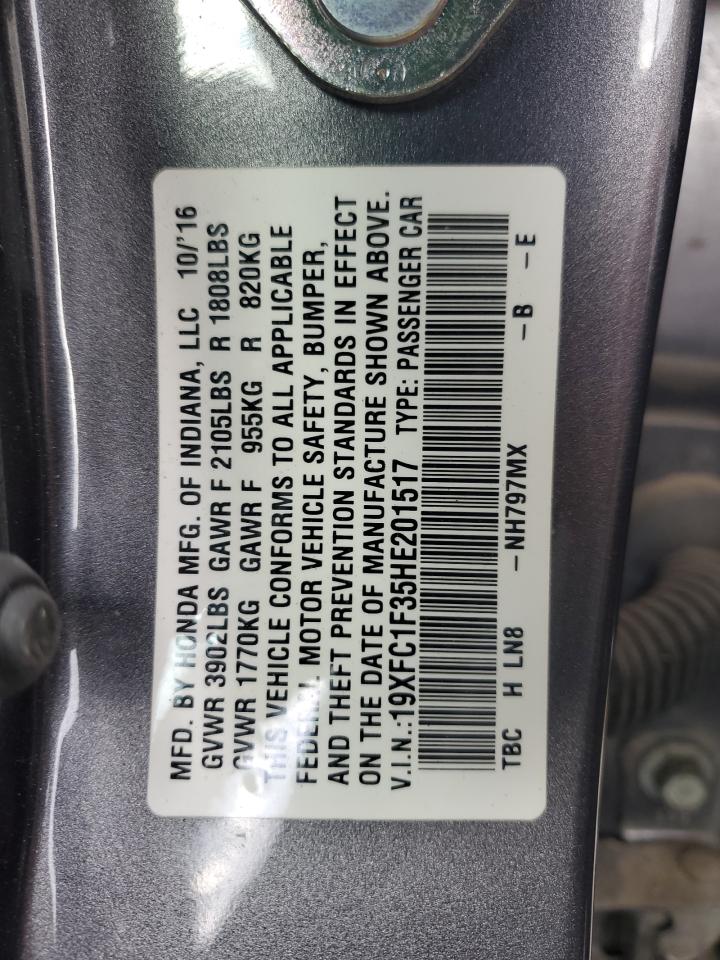 MFD. BY HONDA MFG. OF INDIANA, LLC 10/'16
GVWR 3902LBS GAWR F 2105LBS R 1808LBS
GVWR 1770KG GAWR F 955KG R 820KG
THIS VEHICLE CONFORMS TO ALL APPLICABLE
FEDERAL MOTOR VEHICLE SAFETY, BUMPER,
AND THEFT PREVENTION STANDARDS IN EFFECT
ON THE DATE OF MANUFACTURE SHOWN ABOVE.
V.I.N.:19XFC1F35HE201517 TYPE: PASSENGER CAR
TBC H LN8 -NH797MX -B -E